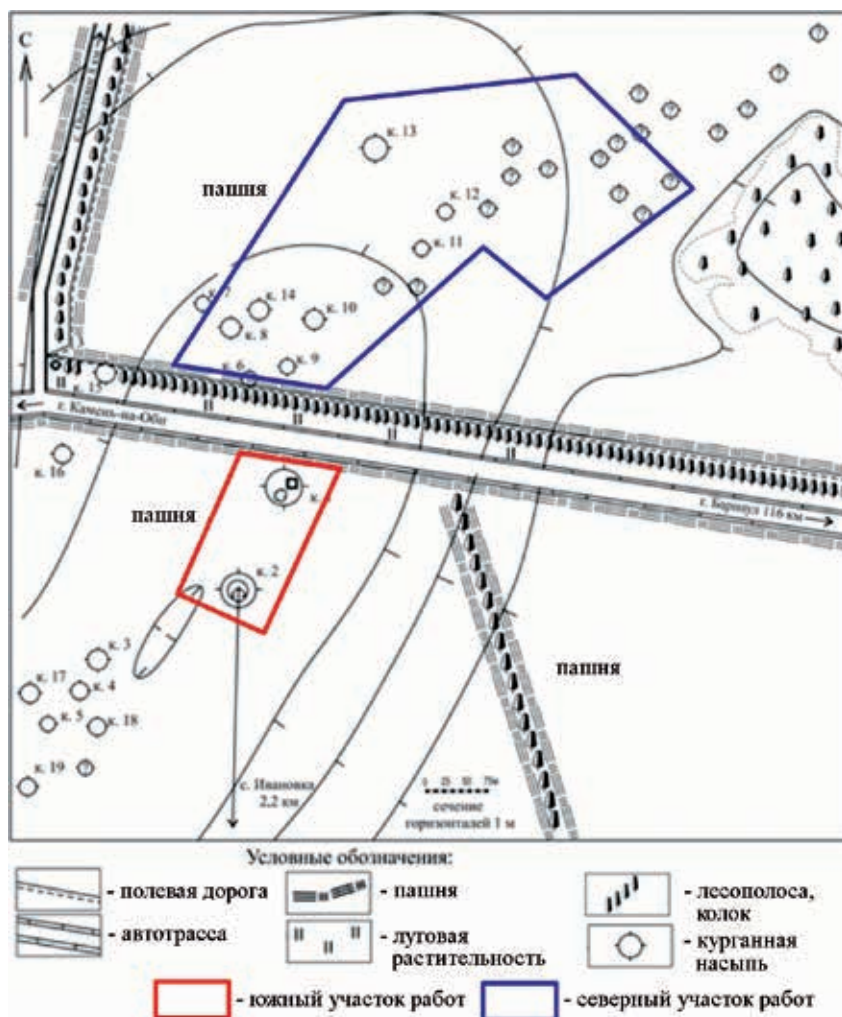 С
к. 13
пашня
к. 12
к. 11
к. 7
к. 14
к. 10
к. 8
к. 9
к. 6
к. 15
г. Камень-на-Оби
к. 16
г. Барнаул 116 км
к.
пашня
к. 2
к. 3
пашня
к. 17
к. 4
к. 5
к. 18
к. 19
с. Ивановка
2,2 км
0 25 50 75м
сечение
горизонталей 1 м
Условные обозначения:
- полевая дорога
- пашня
- лесополоса,
колок
- автотрасса
- луговая
растительность
- курганная
насыпь
- южный участок работ
- северный участок работ